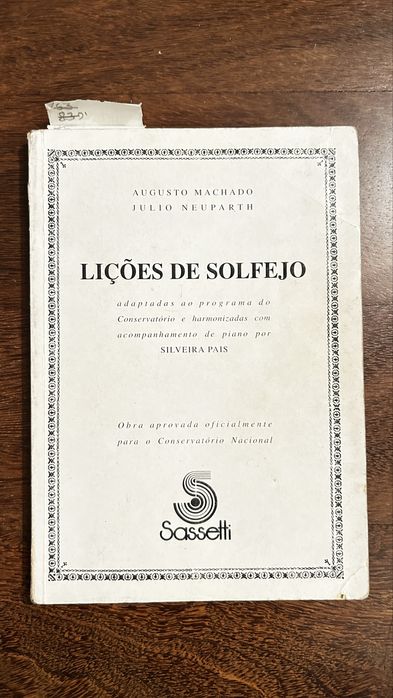 AUGUSTO MACHADO
JULIO NEUPARTH
LIÇÕES DE SOLFEJO
adaptadas ao programa do
Conservatório e harmonizadas com
acompanhamento de piano por
SILVEIRA PAIS
Obra aprovada oficialmente
para o Conservatório Nacional
Sassetti